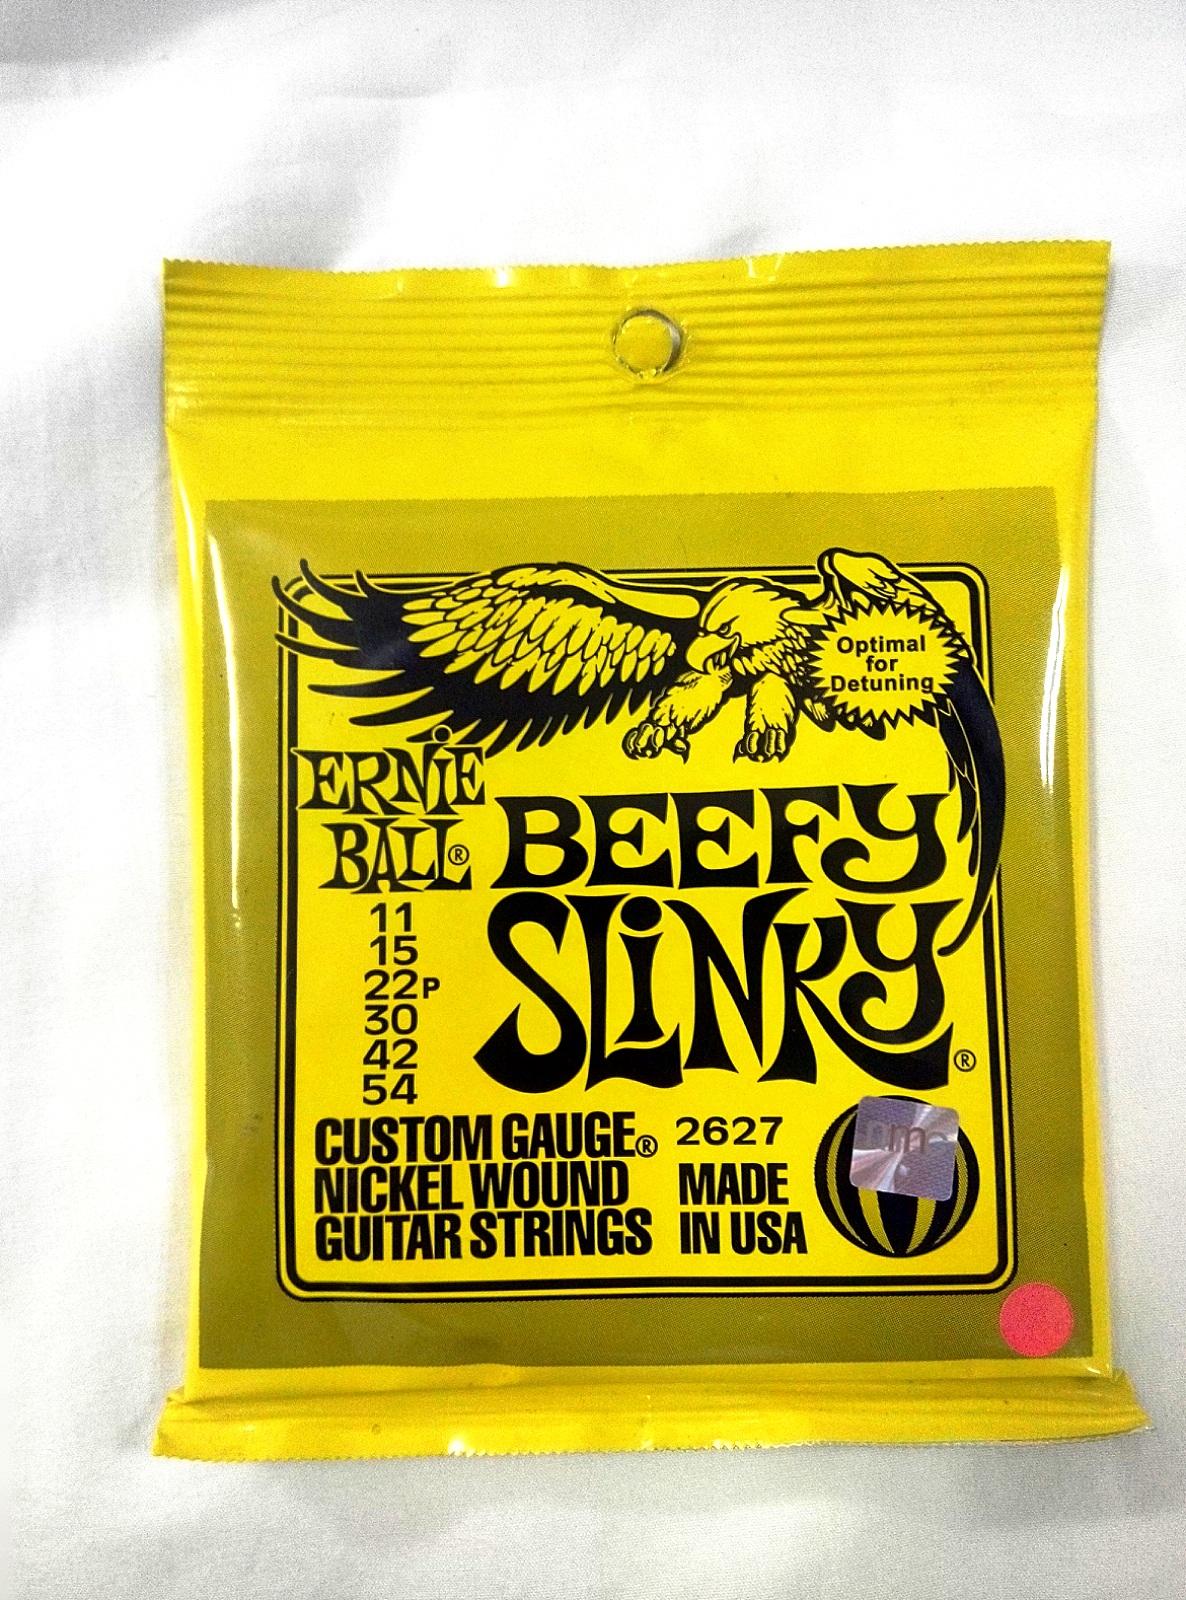 Optimal
for
Detuning
ERNiE
BALL®
BEEFY
SLiNKY®
11
15
22P
30
42
54
CUSTOM GAUGE®
NICKEL WOUND
GUITAR STRINGS
2627
MADE
IN USA